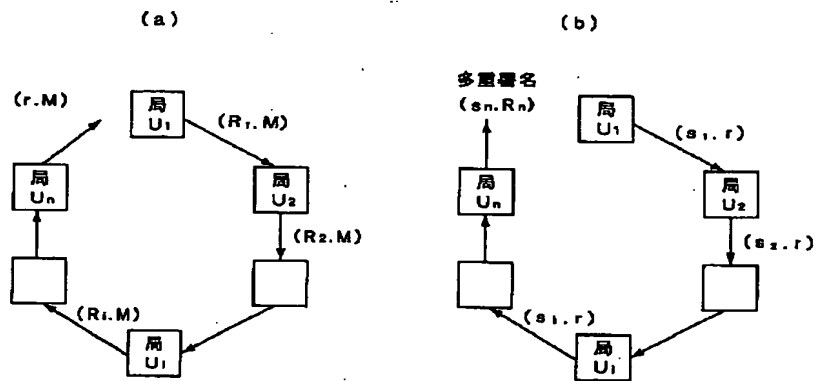 (a)
(r.M)
局
U1
(R1.M)
局
Un
局
U2
(R2.M)
(Ri.M)
局
Ui
(b)
多重署名
(sn.Rn)
局
U1
(s1.r)
局
Un
局
U2
(s2.r)
(si.r)
局
Ui